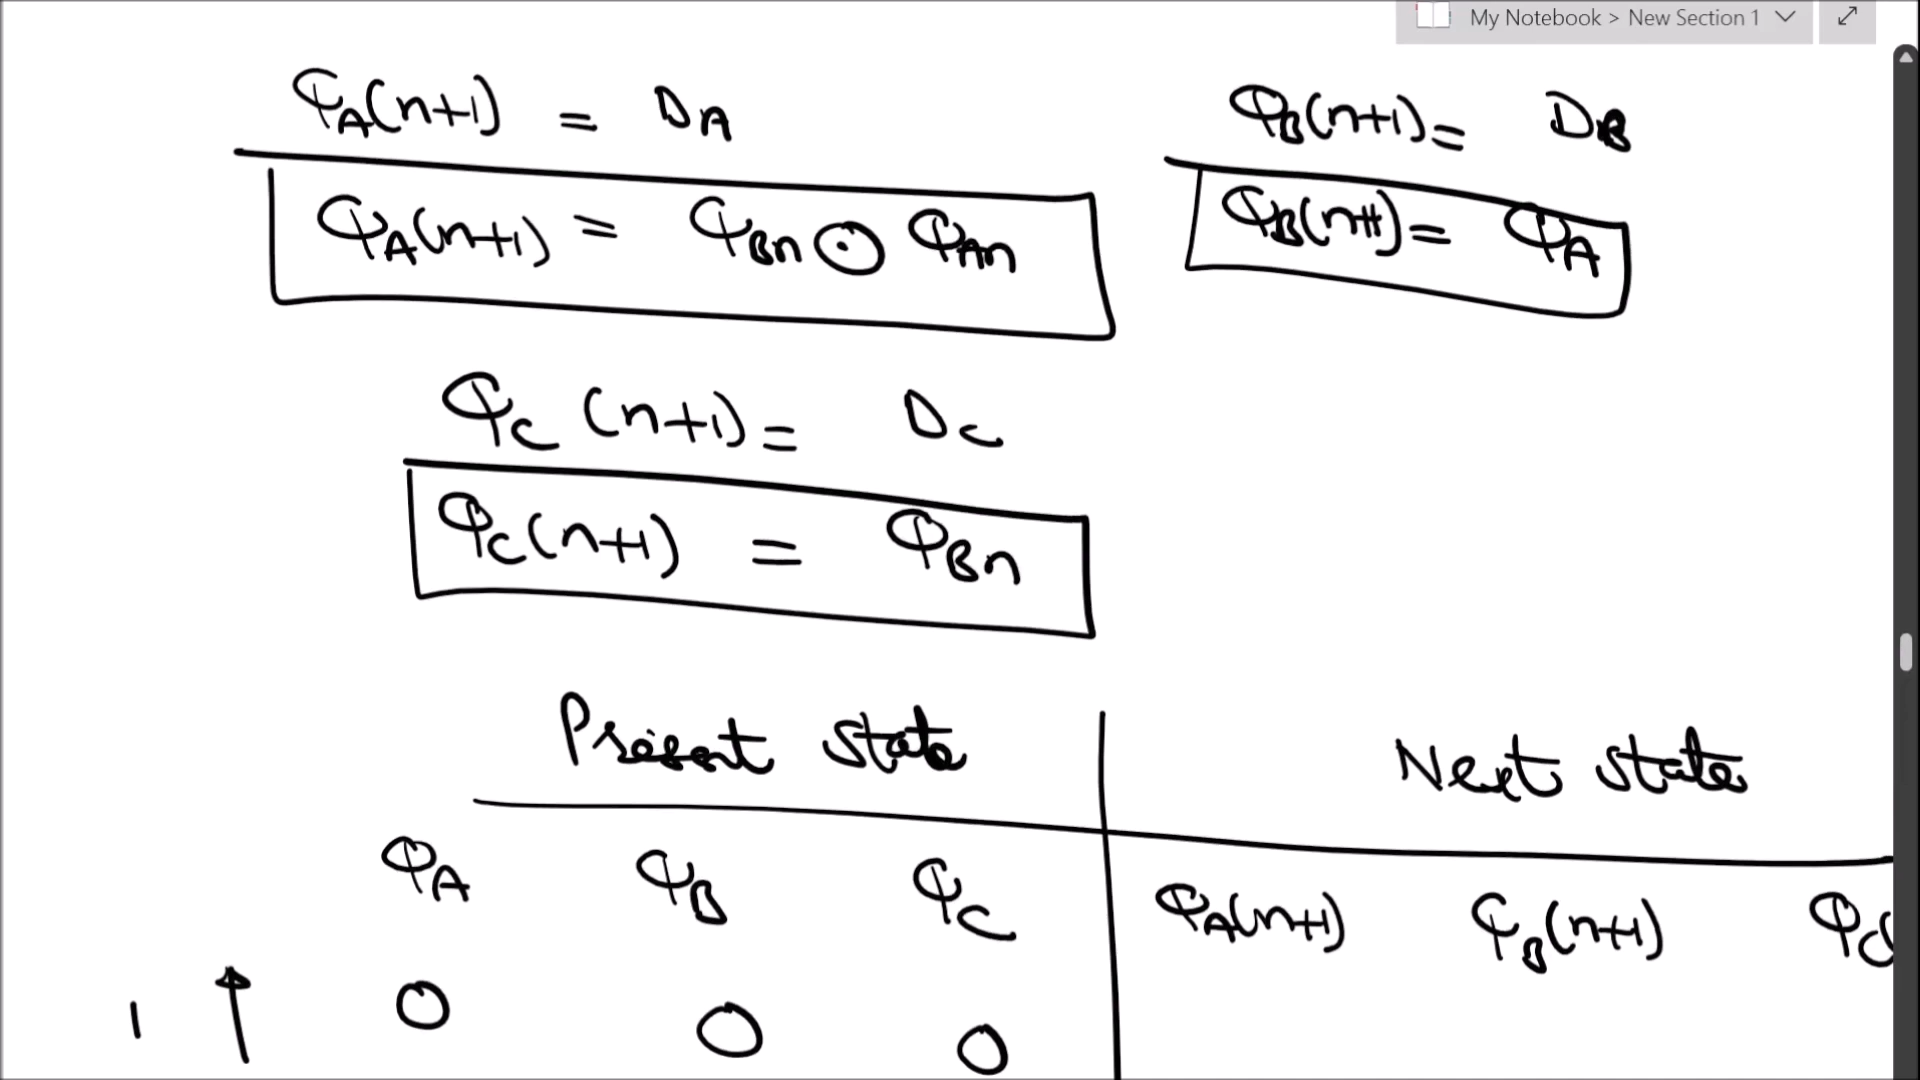 My Notebook > New Section 1
QA(n+1) = DA
QB(n+1) = DB
QA(n+1) = QBn ⊙ QAn
QB(n+1) = QA
QC (n+1) = DC
QC(n+1) = QBn
Present state
Next state
QA QB QC QA(n+1) QB(n+1) QC
1 ↑ 0 0 0